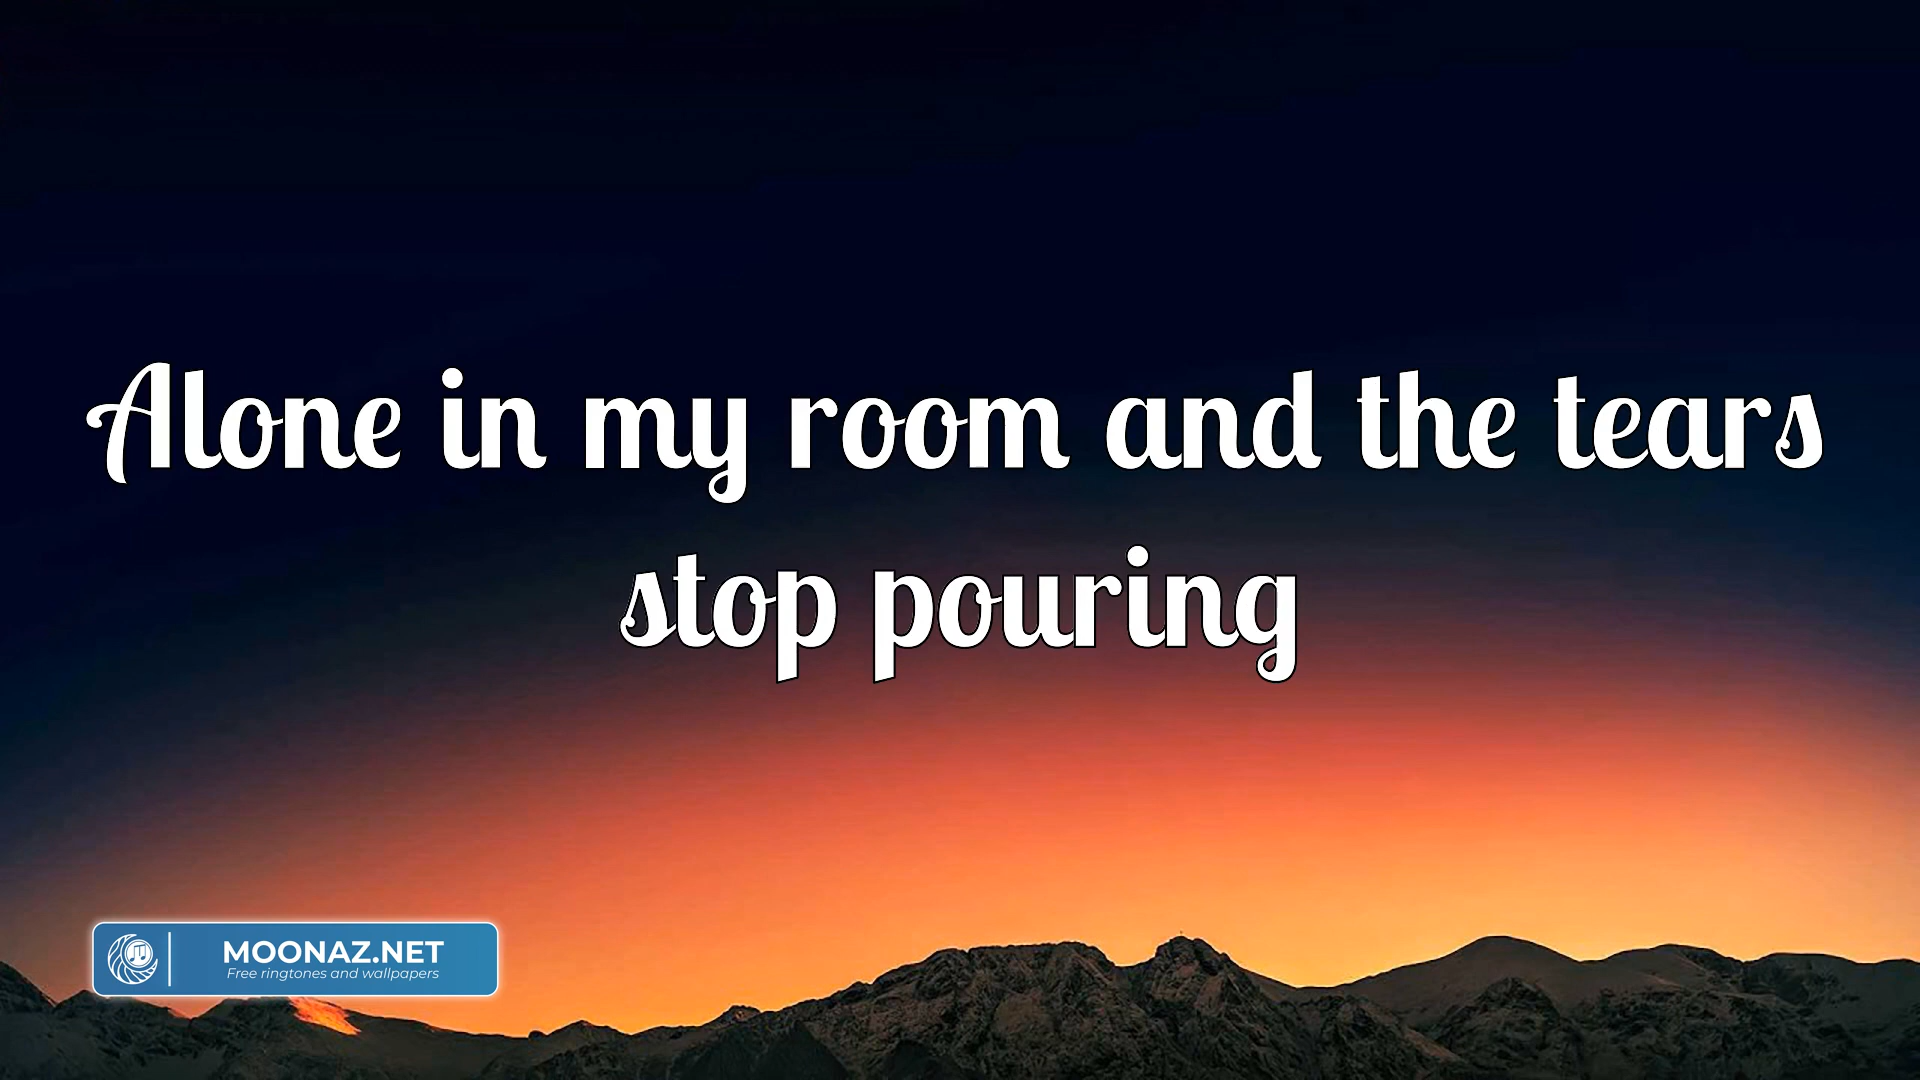 Alone in my room and the tears
stop pouring
MOONAZ.NET
Free ringtones and wallpapers